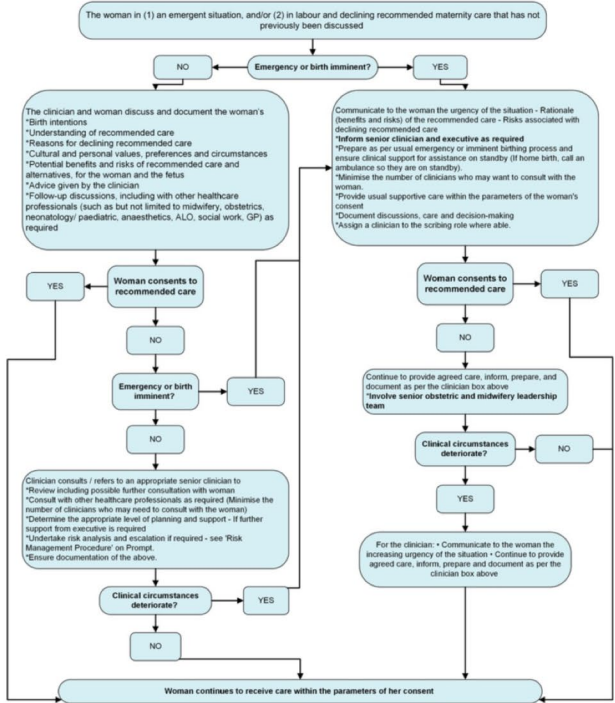 The woman in (1) an emergent situation, and/or (2) in labour and declining recommended maternity care that has not
previously been discussed
NO
Emergency or birth imminent?
YES
The clinician and woman discuss and document the woman's
*Birth intentions
*Understanding of recommended care
*Reasons for declining recommended care
*Cultural and personal values, preferences and circumstances
*Potential benefits and risks of recommended care and
alternatives, for the woman and the fetus
*Advice given by the clinician
*Follow-up discussions, including with other healthcare
professionals (such as but not limited to midwifery, obstetrics,
neonatology/ paediatric, anaesthetics, ALO, social work, GP) as
required
Communicate to the woman the urgency of the situation - Rationale
(benefits and risks) of the recommended care - Risks associated with
declining recommended care
*Inform senior clinician and executive as required
*Prepare as per usual emergency or imminent birthing process and
ensure clinical support for assistance on standby (If home birth, call an
ambulance so they are on standby).
*Minimise the number of clinicians who may want to consult with the
woman.
*Provide usual supportive care within the parameters of the woman's
consent
*Document discussions, care and decision-making
*Assign a clinician to the scribing role where able.
YES
Woman consents to
recommended care
NO
Emergency or birth
imminent?
YES
NO
Clinician consults / refers to an appropriate senior clinician to
*Review including possible further consultation with woman
*Consult with other healthcare professionals as required (Minimise the
number of clinicians who may need to consult with the woman)
*Determine the appropriate level of planning and support - If further
support from executive is required
*Undertake risk analysis and escalation if required - see 'Risk
Management Procedure' on Prompt.
*Ensure documentation of the above.
Clinical circumstances
deteriorate?
YES
NO
Woman consents to
recommended care
YES
NO
Continue to provide agreed care, inform, prepare, and
document as per the clinician box above
*Involve senior obstetric and midwifery leadership
team
Clinical circumstances
deteriorate?
NO
YES
For the clinician: • Communicate to the woman the
increasing urgency of the situation • Continue to provide
agreed care, inform, prepare and document as per the
clinician box above
Woman continues to receive care within the parameters of her consent